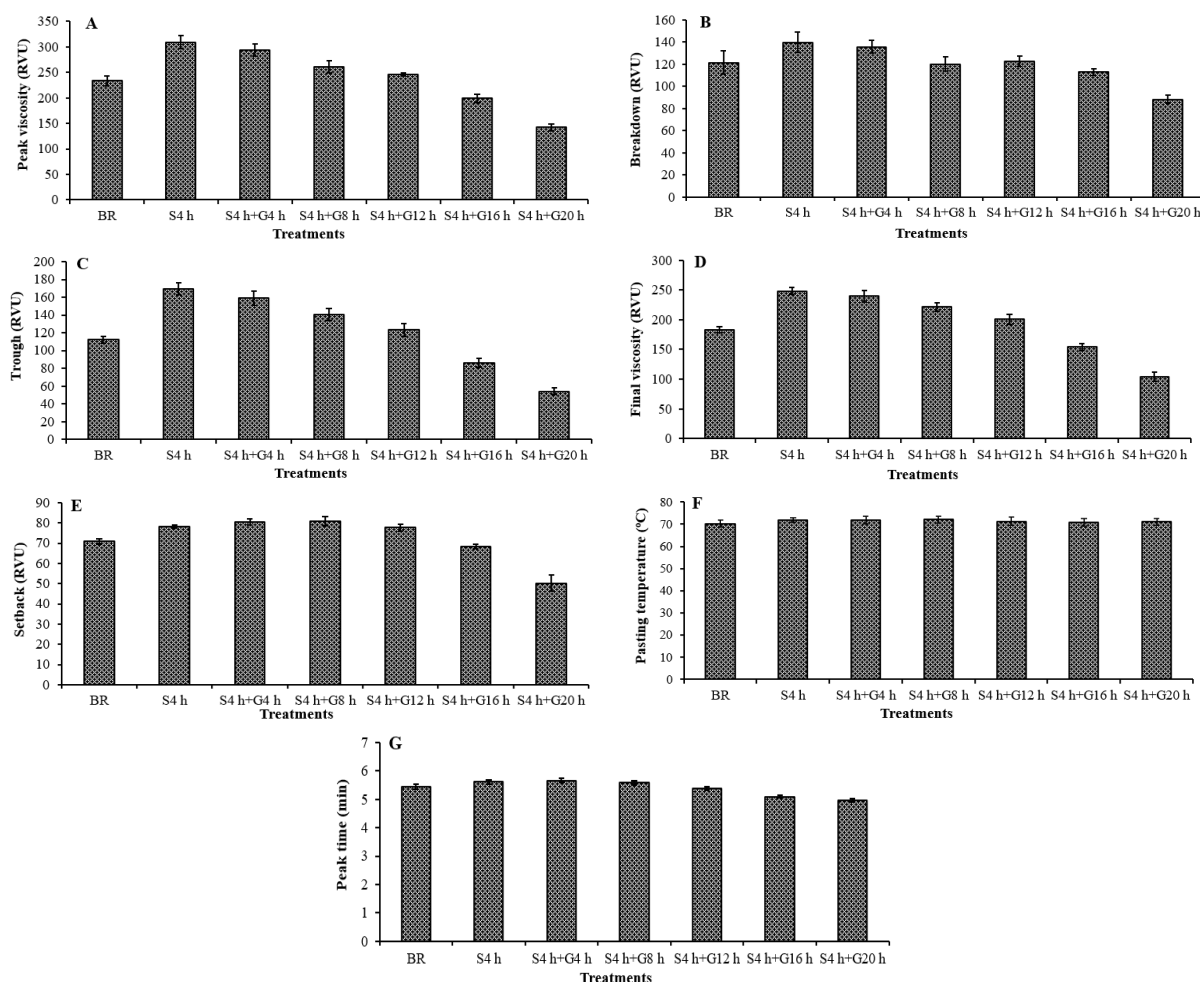 A
Peak viscosity (RVU)
350
300
250
200
150
100
50
0
BR S4 h S4 h+G4 h S4 h+G8 h S4 h+G12 h S4 h+G16 h S4 h+G20 h
Treatments
B
Breakdown (RVU)
160
140
120
100
80
60
40
20
0
BR S4 h S4 h+G4 h S4 h+G8 h S4 h+G12 h S4 h+G16 h S4 h+G20 h
Treatments
C
Trough (RVU)
200
180
160
140
120
100
80
60
40
20
0
BR S4 h S4 h+G4 h S4 h+G8 h S4 h+G12 h S4 h+G16 h S4 h+G20 h
Treatments
D
Final viscosity (RVU)
300
250
200
150
100
50
0
BR S4 h S4 h+G4 h S4 h+G8 h S4 h+G12 h S4 h+G16 h S4 h+G20 h
Treatments
E
Setback (RVU)
90
80
70
60
50
40
30
20
10
0
BR S4 h S4 h+G4 h S4 h+G8 h S4 h+G12 h S4 h+G16 h S4 h+G20 h
Treatments
F
Pasting temperature (ºC)
80
70
60
50
40
30
20
10
0
BR S4 h S4 h+G4 h S4 h+G8 h S4 h+G12 h S4 h+G16 h S4 h+G20 h
Treatments
G
Peak time (min)
7
6
5
4
3
2
1
0
BR S4 h S4 h+G4 h S4 h+G8 h S4 h+G12 h S4 h+G16 h S4 h+G20 h
Treatments